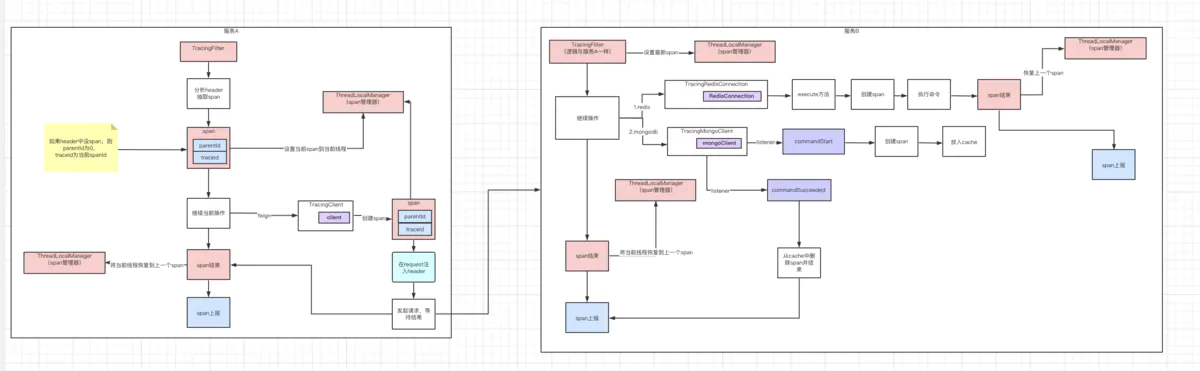 服务A
TracingFilter
分析header
抽取span
ThreadLocalManager
(span管理器)
如果header中不含span，则
parentId为0，
traceid为当前spanId
span
parentId
traceid
设置当前span到当前线程
继续当前操作
feign
TracingClient
client
创建span
span
parentId
traceid
ThreadLocalManager
(span管理器)
将当前线程恢复到上一个span
span结束
在request注
入header
span上报
发起请求、等
待结果
服务B
TracingFilter
(逻辑与服务A一样)
设置最新span
ThreadLocalManager
(span管理器)
ThreadLocalManager
(span管理器)
恢复上一个span
继续操作
1.redis
TracingRedisConnection
RedisConnection
execute方法
创建span
执行命令
span结束
2.mongodb
TracingMongoClient
mongoClient
listener
commandStart
创建span
放入cache
span上报
ThreadLocalManager
(span管理器)
listener
commandSucceeded
span结束
将当前线程恢复到上一个span
从cache中删
除span并结
束
span上报